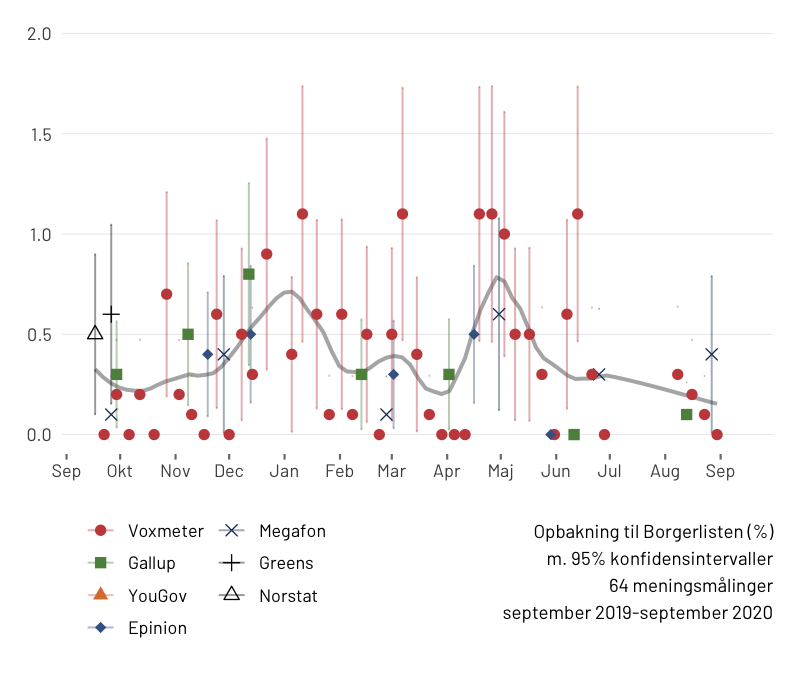 2.0
1.5
1.0
0.5
0.0
Sep Okt Nov Dec Jan Feb Mar Apr Maj Jun Jul Aug Sep
Voxmeter Megafon
Gallup Greens
YouGov Norstat
Epinion
Opbakning til Borgerlisten (%)
m. 95% konfidensintervaller
64 meningsmålinger
september 2019-september 2020